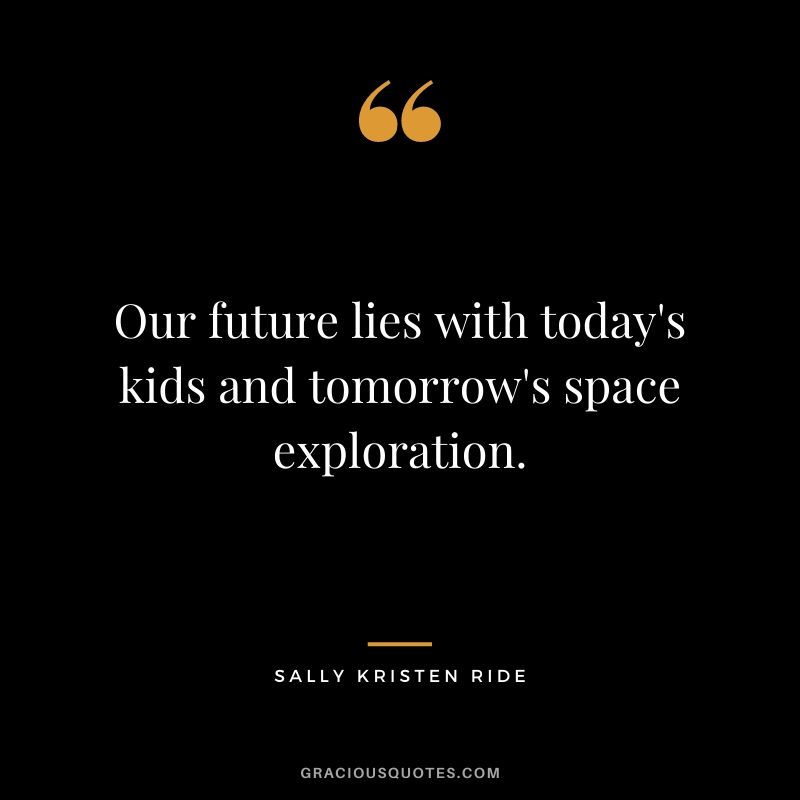 “
Our future lies with today's
kids and tomorrow's space
exploration.
SALLY KRISTEN RIDE
GRACIOUSQUOTES.COM